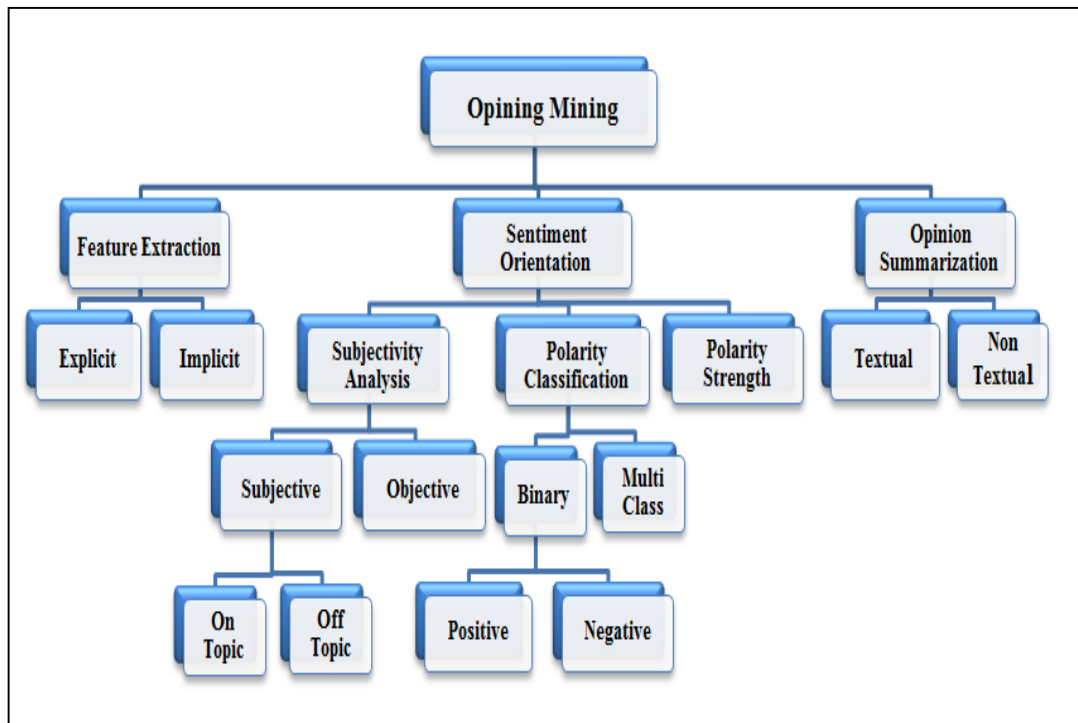 Opining Mining
Feature Extraction
Sentiment
Orientation
Opinion
Summarization
Explicit
Implicit
Subjectivity
Analysis
Polarity
Classification
Polarity
Strength
Textual
Non
Textual
Subjective
Objective
Binary
Multi
Class
On
Topic
Off
Topic
Positive
Negative